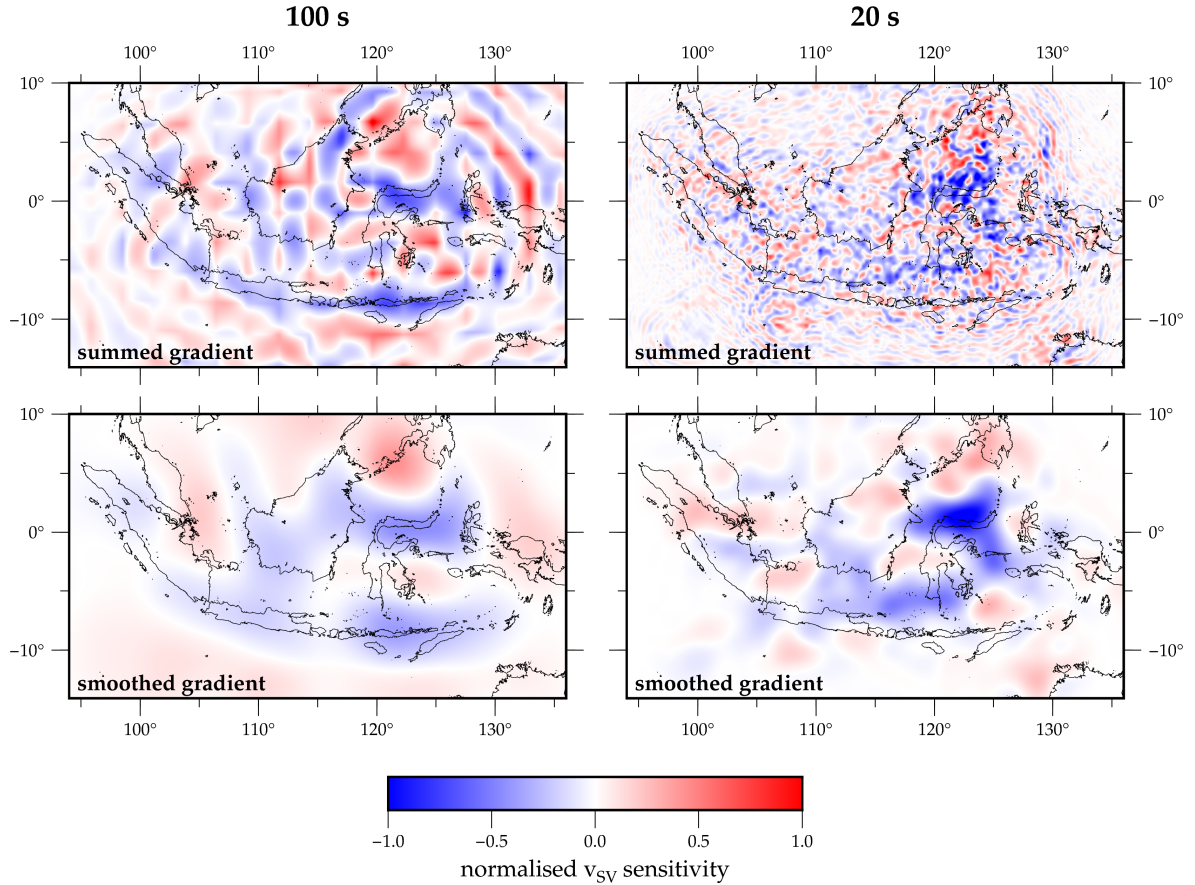 100 s 20 s
100° 110° 120° 130° 100° 110° 120° 130°
10° 10°
0° 0°
−10° −10°
summed gradient summed gradient
10° 10°
0° 0°
−10° −10°
smoothed gradient smoothed gradient
100° 110° 120° 130° 100° 110° 120° 130°
−1.0 −0.5 0.0 0.5 1.0
normalised vSV sensitivity